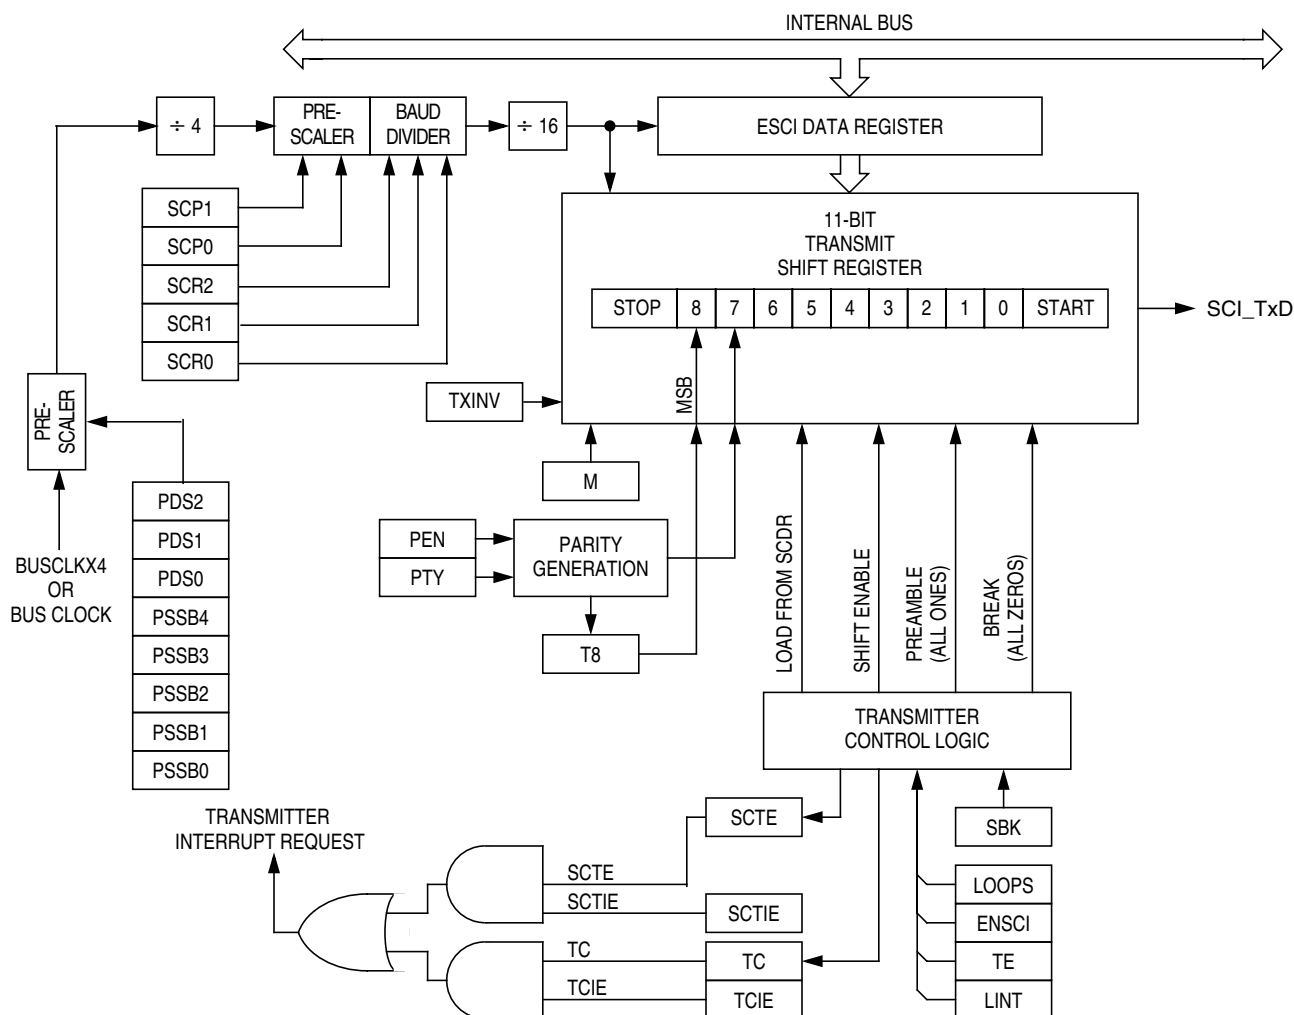 INTERNAL BUS
÷ 4
PRE-
SCALER
BAUD
DIVIDER
÷ 16
ESCI DATA REGISTER
SCP1
SCP0
SCR2
SCR1
SCR0
11-BIT
TRANSMIT
SHIFT REGISTER
STOP 8 7 6 5 4 3 2 1 0 START
SCI_TxD
TXINV
MSB
M
PRE-
SCALER
BUSCLKX4
OR
BUS CLOCK
PDS2
PDS1
PDS0
PSSB4
PSSB3
PSSB2
PSSB1
PSSB0
PEN
PTY
PARITY
GENERATION
T8
LOAD FROM SCDR
SHIFT ENABLE
PREAMBLE
(ALL ONES)
BREAK
(ALL ZEROS)
TRANSMITTER
CONTROL LOGIC
TRANSMITTER
INTERRUPT REQUEST
SCTE
SBK
SCTE
SCTIE
SCTIE
TC
TC
TCIE
TCIE
LOOPS
ENSCI
TE
LINT